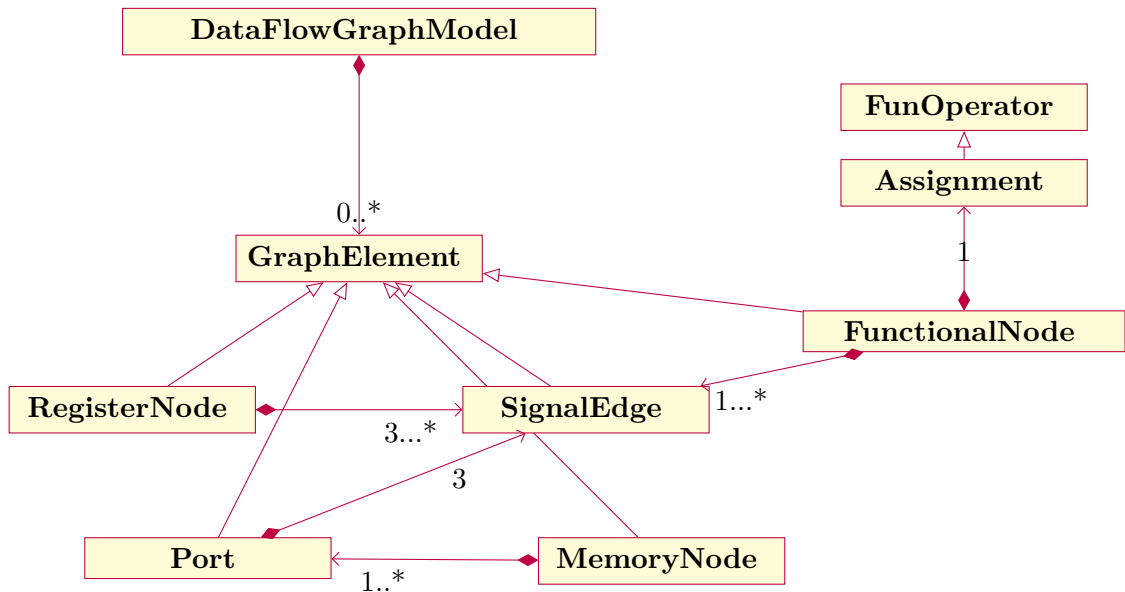 DataFlowGraphModel
FunOperator
Assignment
0..*
GraphElement
1
FunctionalNode
RegisterNode
SignalEdge
1...*
3...*
3
Port
MemoryNode
1..*